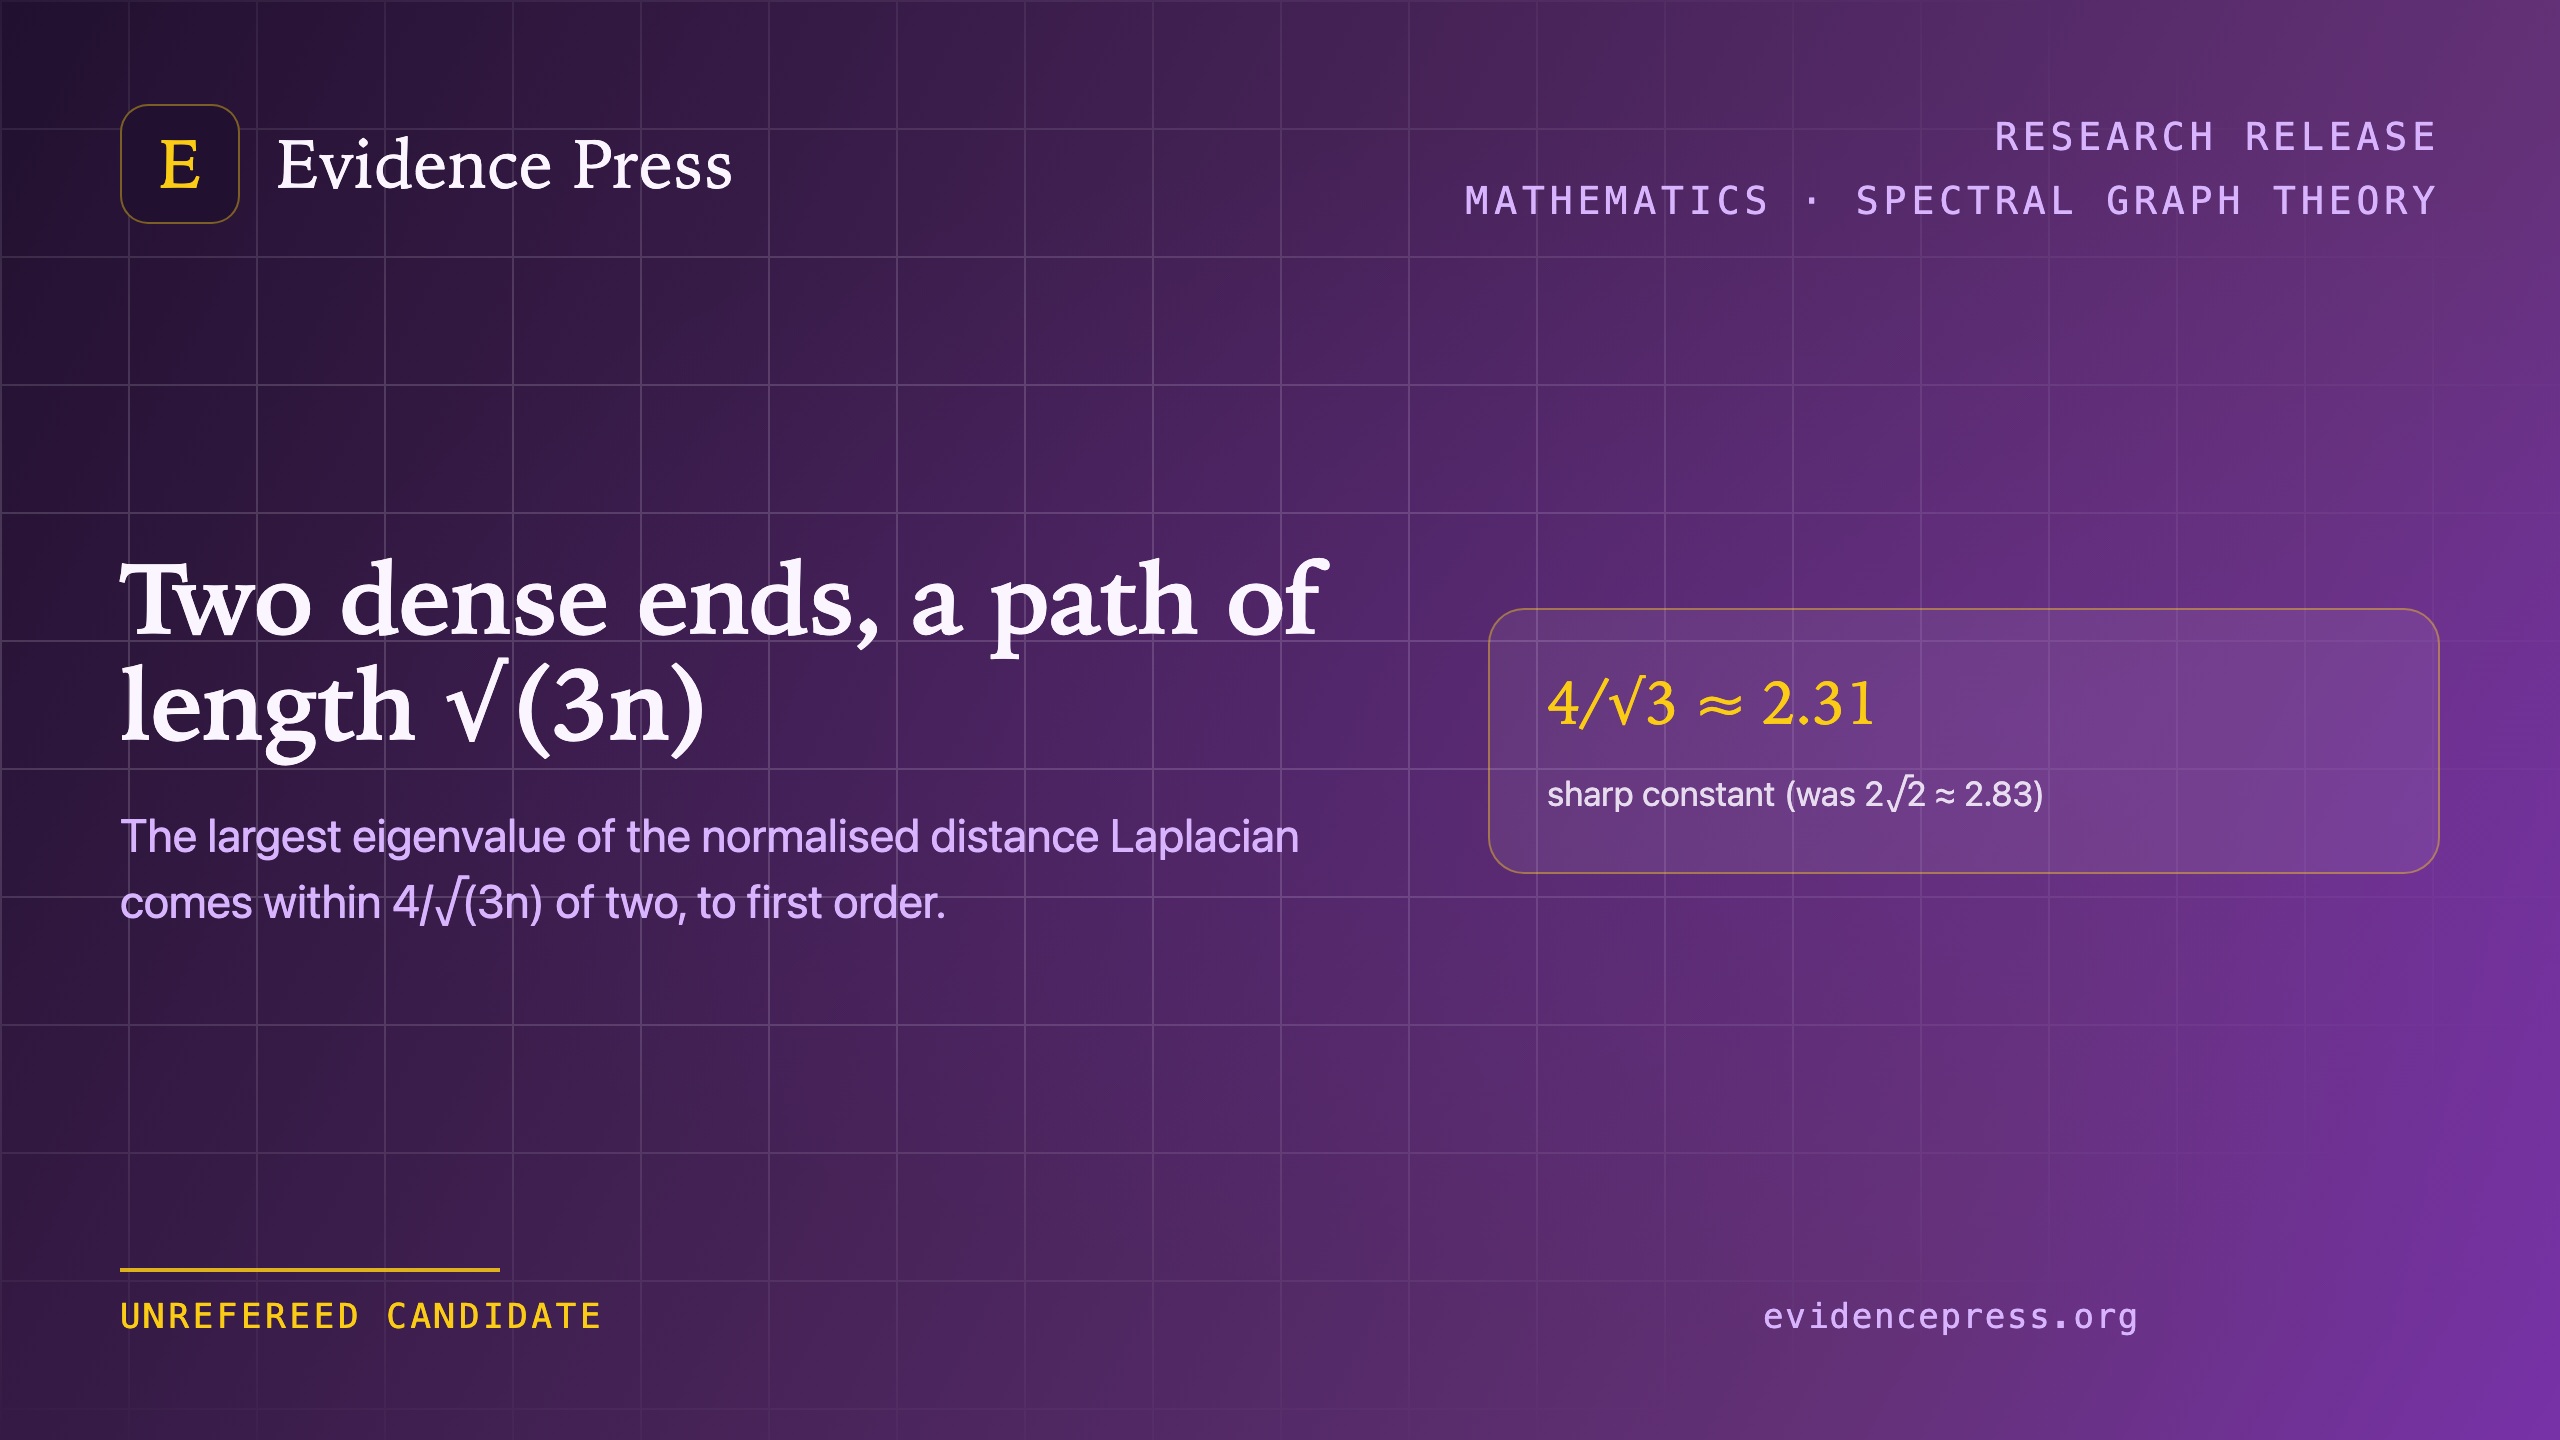 E
Evidence Press
RESEARCH RELEASE
MATHEMATICS · SPECTRAL GRAPH THEORY
Two dense ends, a path of
length √(3n)
The largest eigenvalue of the normalised distance Laplacian
comes within 4/√(3n) of two, to first order.
4/√3 ≈ 2.31
sharp constant (was 2√2 ≈ 2.83)
UNREFEREED CANDIDATE
evidencepress.org